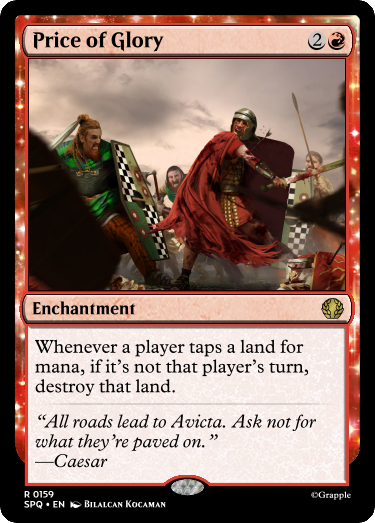 Price of Glory 2
Enchantment
Whenever a player taps a land for
mana, if it's not that player's turn,
destroy that land.
“All roads lead to Avicta. Ask not for
what they're paved on.”
—Caesar
R 0159
SPQ • EN Bilalcan Kocaman
©Grapple